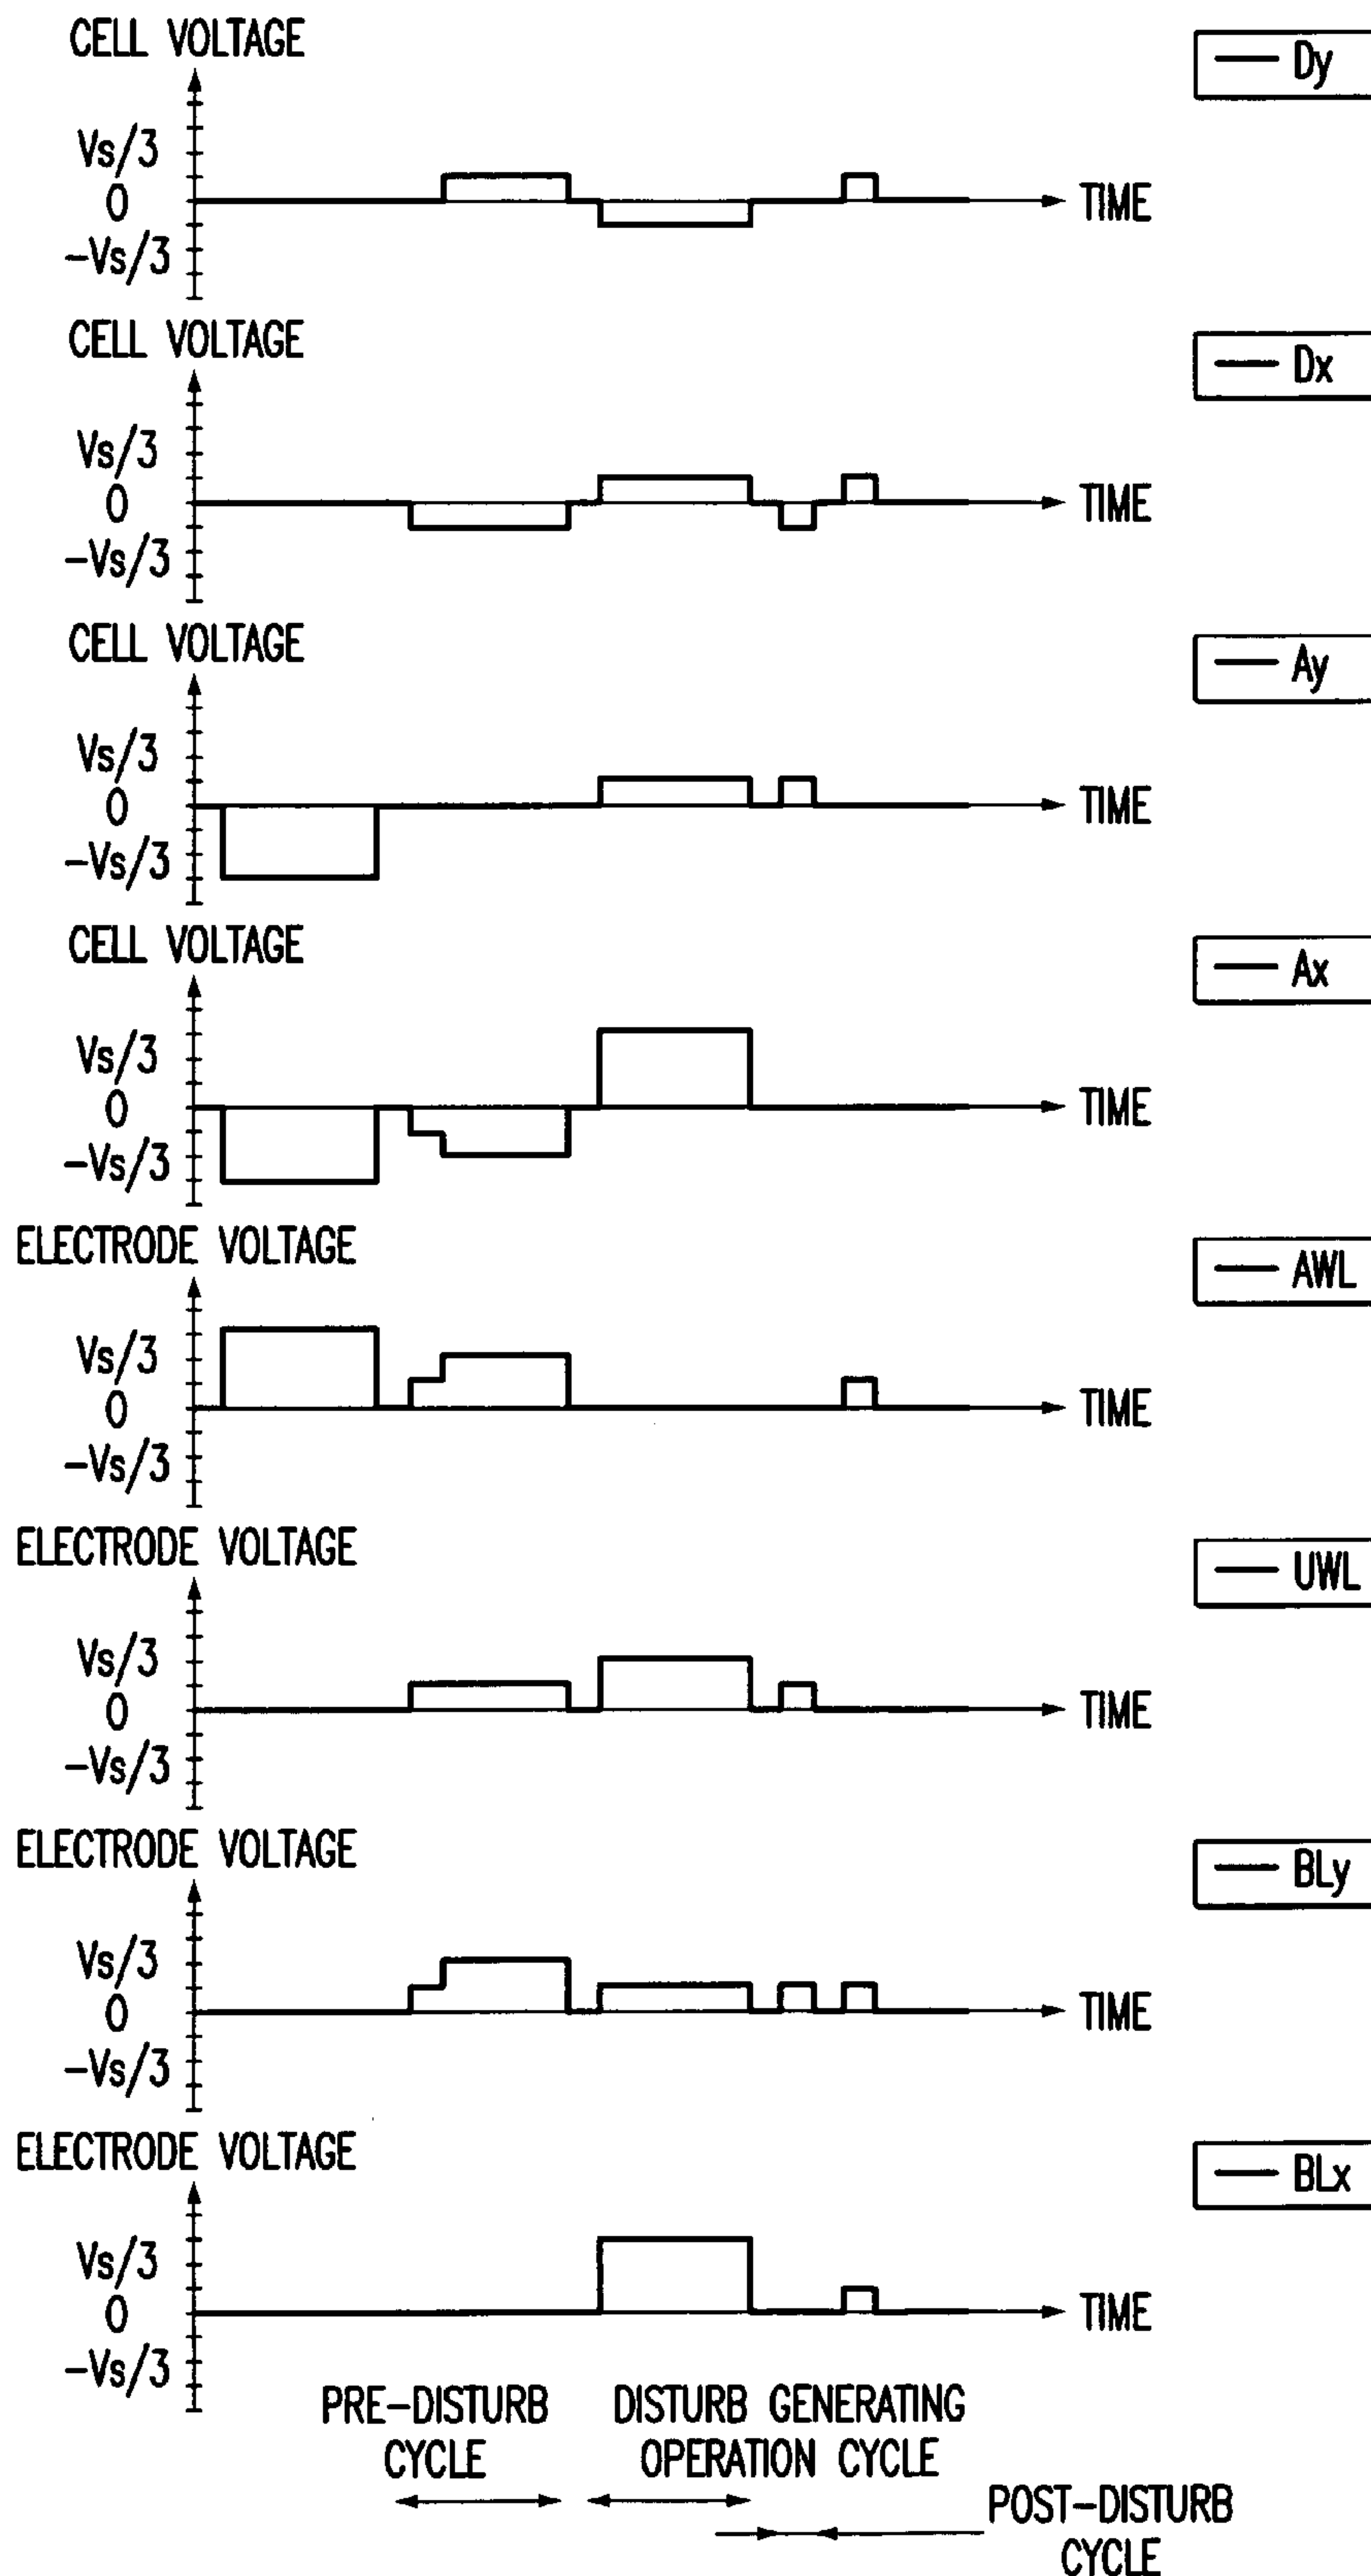 CELL VOLTAGE
Dy
Vs/3
0
TIME
-Vs/3
CELL VOLTAGE
Dx
Vs/3
0
TIME
-Vs/3
CELL VOLTAGE
Ay
Vs/3
0
TIME
-Vs/3
CELL VOLTAGE
Ax
Vs/3
0
TIME
-Vs/3
ELECTRODE VOLTAGE
AWL
Vs/3
0
TIME
-Vs/3
ELECTRODE VOLTAGE
UWL
Vs/3
0
TIME
-Vs/3
ELECTRODE VOLTAGE
BLy
Vs/3
0
TIME
-Vs/3
ELECTRODE VOLTAGE
BLx
Vs/3
0
TIME
-Vs/3
PRE-DISTURB
CYCLE
DISTURB GENERATING
OPERATION CYCLE
POST-DISTURB
CYCLE